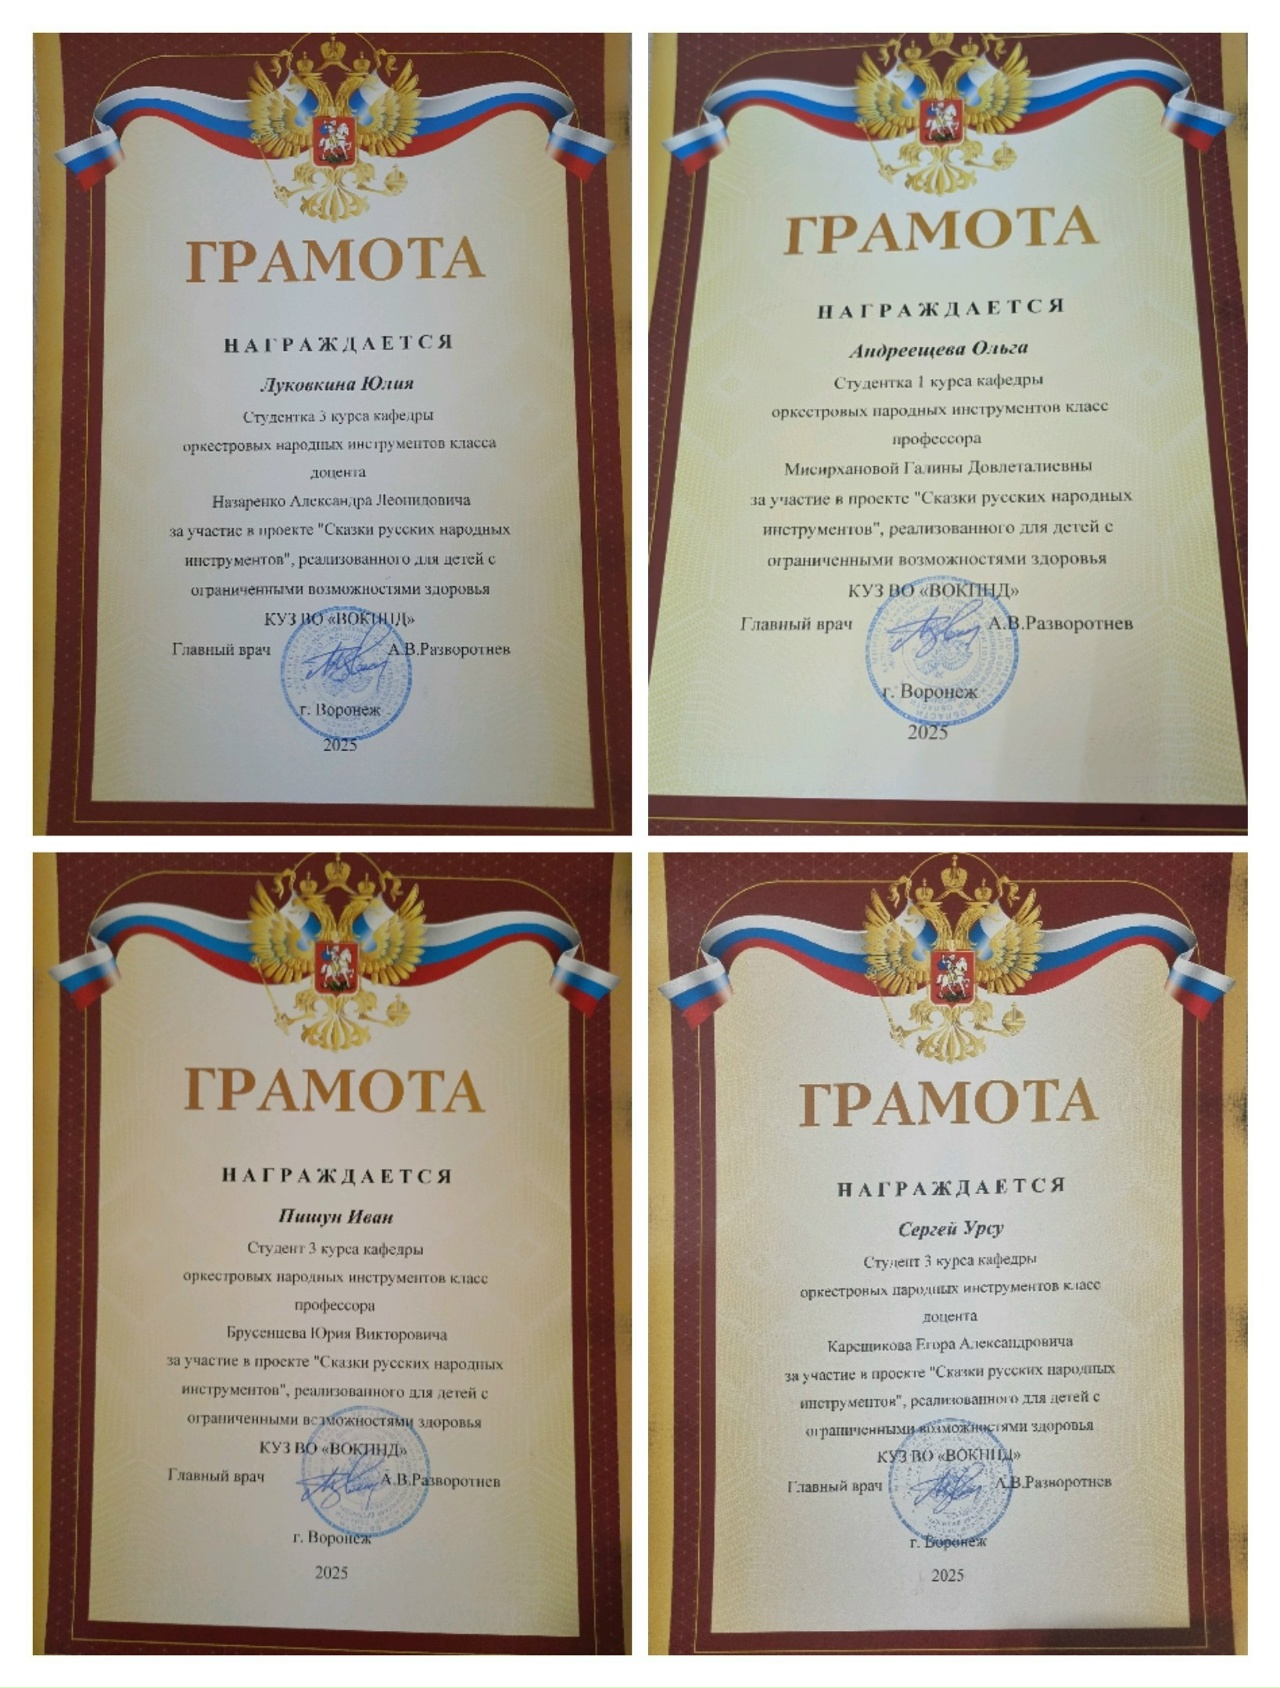 ГРАМОТА
НАГРАЖДАЕТСЯ
Луковкина Юлия
Студентка 3 курса кафедры
оркестровых народных инструментов класса
доцента
Назаренко Александра Леонидовича
за участие в проекте "Сказки русских народных
инструментов", реализованного для детей с
ограниченными возможностями здоровья
КУЗ ВО «ВОКПНД»
Главный врач А.В.Разворотнев
г. Воронеж
2025
ГРАМОТА
НАГРАЖДАЕТСЯ
Андреещева Ольга
Студентка 1 курса кафедры
оркестровых народных инструментов класс
профессора
Мисирхановой Галины Довлеталиевны
за участие в проекте "Сказки русских народных
инструментов", реализованного для детей с
ограниченными возможностями здоровья
КУЗ ВО «ВОКПНД»
Главный врач А.В.Разворотнев
г. Воронеж
2025
ГРАМОТА
НАГРАЖДАЕТСЯ
Пишун Иван
Студент 3 курса кафедры
оркестровых народных инструментов класс
профессора
Брусенцева Юрия Викторовича
за участие в проекте "Сказки русских народных
инструментов", реализованного для детей с
ограниченными возможностями здоровья
КУЗ ВО «ВОКПНД»
Главный врач А.В.Разворотнев
г. Воронеж
2025
ГРАМОТА
НАГРАЖДАЕТСЯ
Сергей Урсу
Студент 3 курса кафедры
оркестровых народных инструментов класс
доцента
Карещикова Егора Александровича
за участие в проекте "Сказки русских народных
инструментов", реализованного для детей с
ограниченными возможностями здоровья
КУЗ ВО «ВОКПНД»
Главный врач А.В.Разворотнев
г. Воронеж
2025